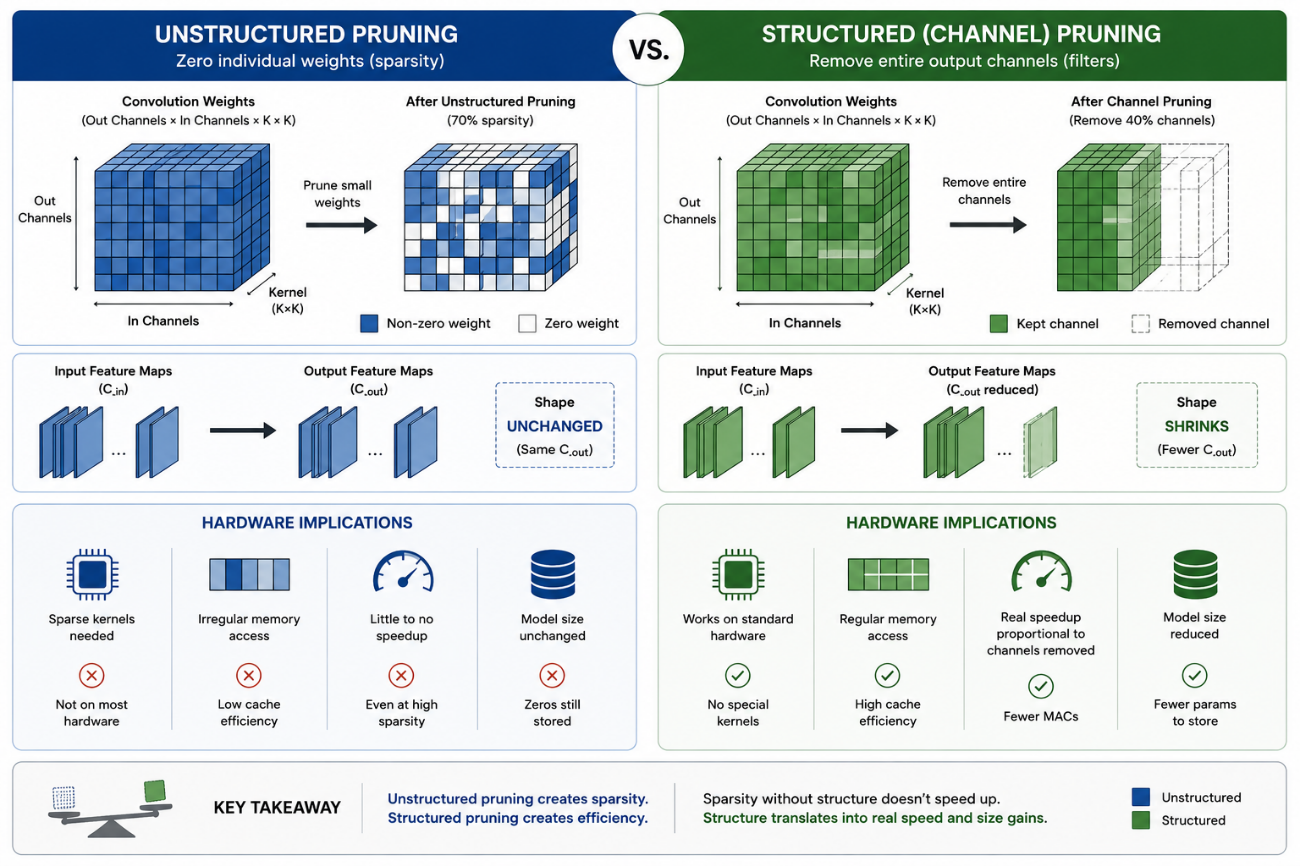 UNSTRUCTURED PRUNING
Zero individual weights (sparsity)
VS.
STRUCTURED (CHANNEL) PRUNING
Remove entire output channels (filters)
Convolution Weights
(Out Channels × In Channels × K × K)
After Unstructured Pruning
(70% sparsity)
Out
Channels
Prune small
weights
Kernel
(K×K)
In Channels
Non-zero weight
Zero weight
Convolution Weights
(Out Channels × In Channels × K × K)
After Channel Pruning
(Remove 40% channels)
Out
Channels
Remove entire
channels
Kernel
(K×K)
In Channels
Kept channel
Removed channel
Input Feature Maps
(C_in)
...
Output Feature Maps
(C_out)
...
Shape
UNCHANGED
(Same C_out)
Input Feature Maps
(C_in)
...
Output Feature Maps
(C_out reduced)
...
Shape
SHRINKS
(Fewer C_out)
HARDWARE IMPLICATIONS
Sparse kernels
needed
Not on most
hardware
Irregular memory
access
Low cache
efficiency
Little to no
speedup
Even at high
sparsity
Model size
unchanged
Zeros still
stored
HARDWARE IMPLICATIONS
Works on standard
hardware
No special
kernels
Regular memory
access
High cache
efficiency
Real speedup
proportional to
channels removed
Fewer MACs
Model size
reduced
Fewer params
to store
KEY TAKEAWAY
Unstructured pruning creates sparsity.
Structured pruning creates efficiency.
Sparsity without structure doesn't speed up.
Structure translates into real speed and size gains.
Unstructured
Structured